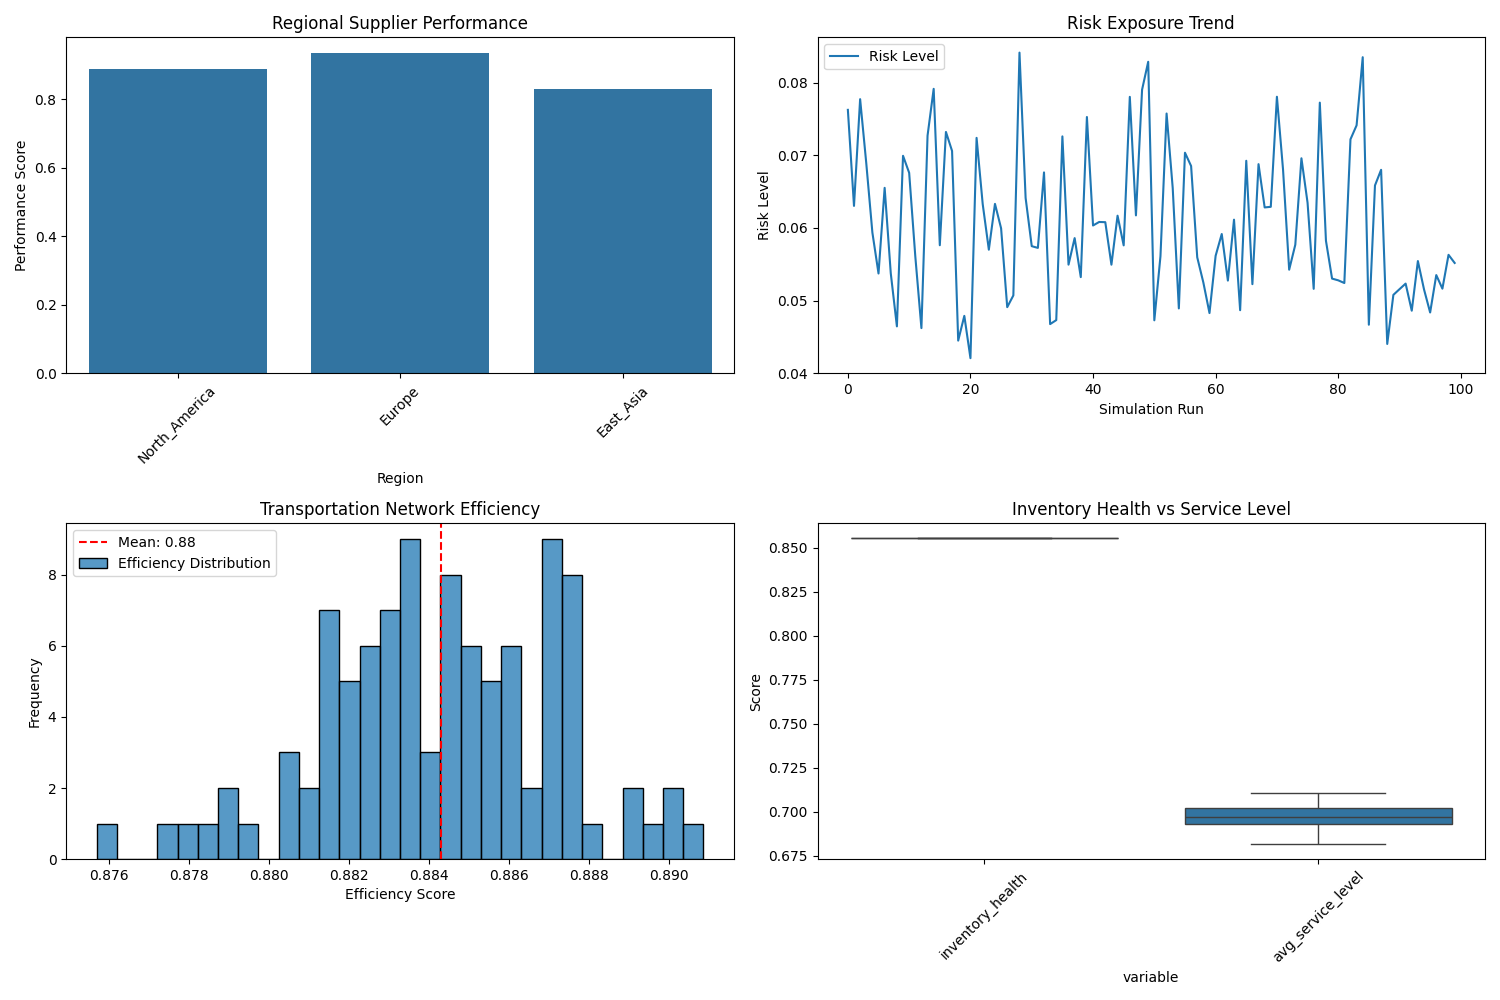 Regional Supplier Performance
Performance Score
0.8
0.6
0.4
0.2
0.0
North_America
Europe
East_Asia
Region
Risk Exposure Trend
Risk Level
Risk Level
0.08
0.07
0.06
0.05
0.04
0
20
40
60
80
100
Simulation Run
Transportation Network Efficiency
Mean: 0.88
Efficiency Distribution
Frequency
8
6
4
2
0
0.876
0.878
0.880
0.882
0.884
0.886
0.888
0.890
Efficiency Score
Inventory Health vs Service Level
Score
0.850
0.825
0.800
0.775
0.750
0.725
0.700
0.675
inventory_health
avg_service_level
variable